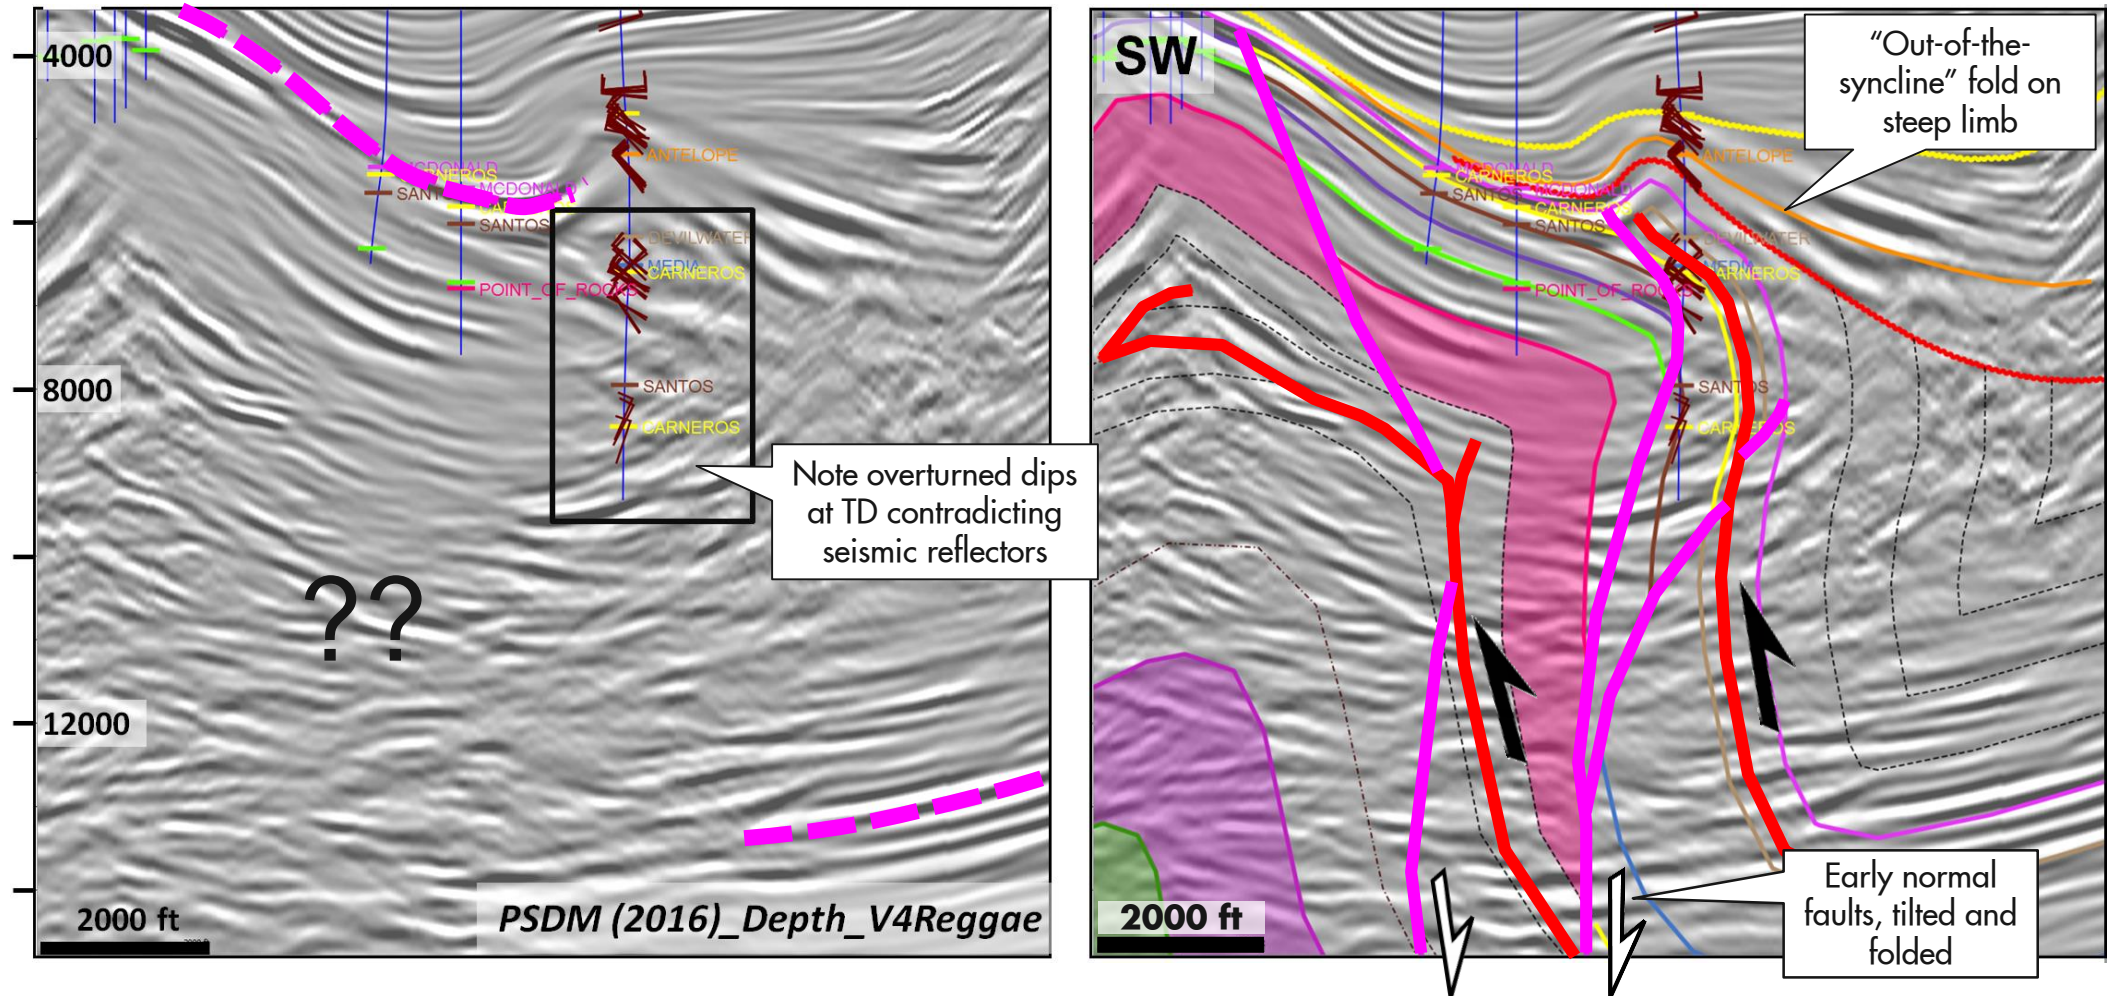 4000
8000
12000
MCDONALD
CARNEROS
SANTOS
MCDONALD
SANTOS
POINT_OF_ROCKS
ANTELOPE
DEVILWATER
MEDIA
CARNEROS
SANTOS
CARNEROS
??
Note overturned dips
at TD contradicting
seismic reflectors
2000 ft
PSDM (2016)_Depth_V4Reggae
SW
"Out-of-the-
syncline" fold on
steep limb
MCDONALD
CARNEROS
SANTOS
MCDONALD
CARNEROS
SANTOS
POINT_OF_ROCKS
ANTELOPE
DEVILWATER
MEDIA
CARNEROS
SANTOS
CARNEROS
2000 ft
Early normal
faults, tilted and
folded